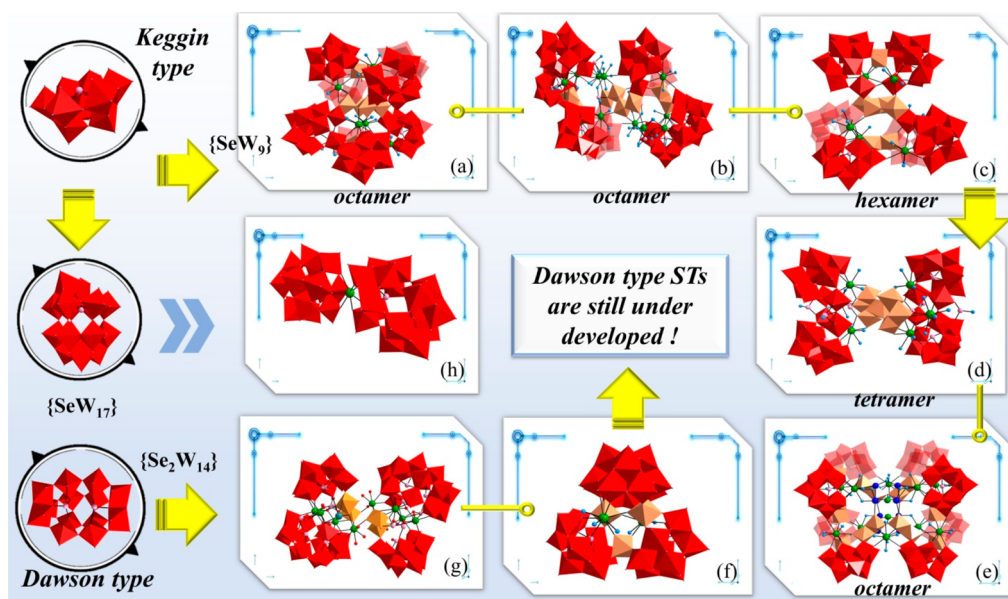 Keggin
type
{SeW₉}
(a)
octamer
(b)
octamer
(c)
hexamer
{SeW₁₇}
(h)
Dawson type STs
are still under
developed !
(d)
tetramer
{Se₂W₁₄}
Dawson type
(g)
(f)
(e)
octamer